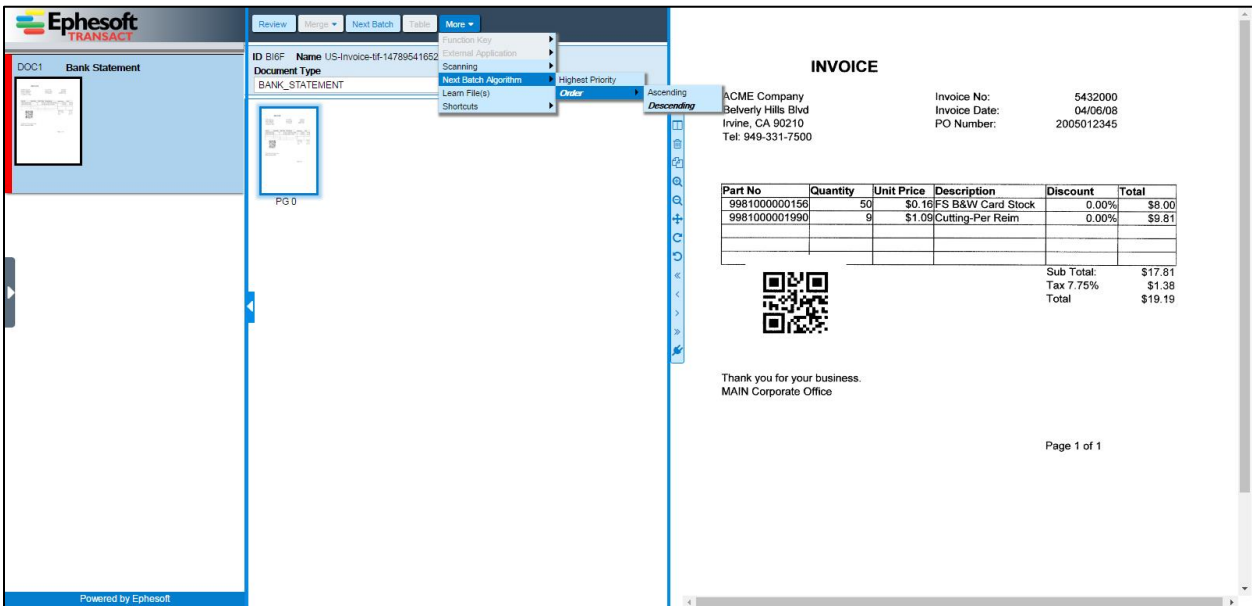 Ephesoft
TRANSACT
DOC1 Bank Statement
Powered by Ephesoft
Review Merge Next Batch Table More
ID BI6F Name US-Invoice-tif-14789541652
Document Type
BANK_STATEMENT
PG 0
Function Key
External Application
Scanning
Next Batch Algorithm
Learn File(s)
Shortcuts
Highest Priority
Order
Ascending
Descending
INVOICE
ACME Company Invoice No: 5432000
Belverly Hills Blvd Invoice Date: 04/06/08
Irvine, CA 90210 PO Number: 2005012345
Tel: 949-331-7500
Part No Quantity Unit Price Description Discount Total
9981000000156 50 $0.16 FS B&W Card Stock 0.00% $8.00
9981000001990 9 $1.09 Cutting-Per Reim 0.00% $9.81
Sub Total: $17.81
Tax 7.75% $1.38
Total $19.19
Thank you for your business.
MAIN Corporate Office
Page 1 of 1